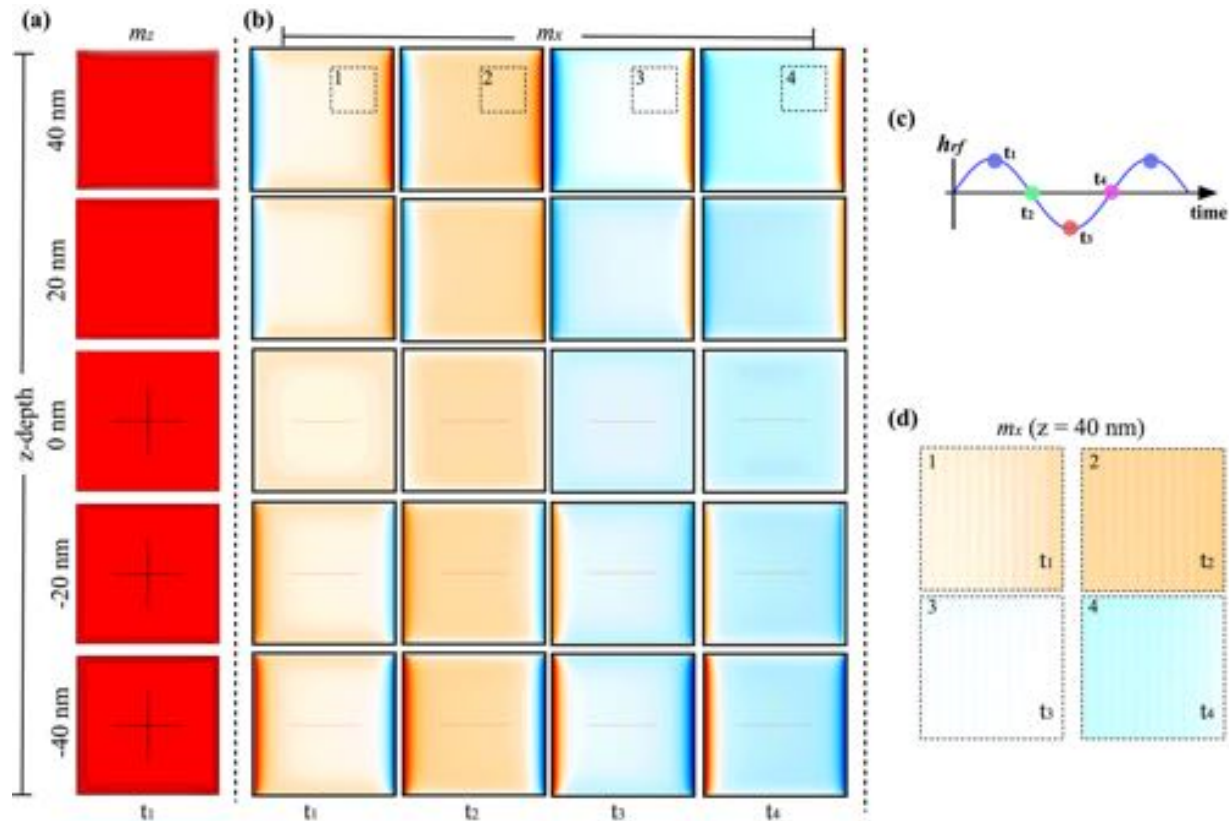 (a)
mz
(b)
mx
z-depth
40 nm
20 nm
0 nm
-20 nm
-40 nm
1
2
3
4
t1
t1
t2
t3
t4
(c)
hrf
t1
t2
t3
t4
time
(d)
mx (z = 40 nm)
1
t1
2
t2
3
t3
4
t4